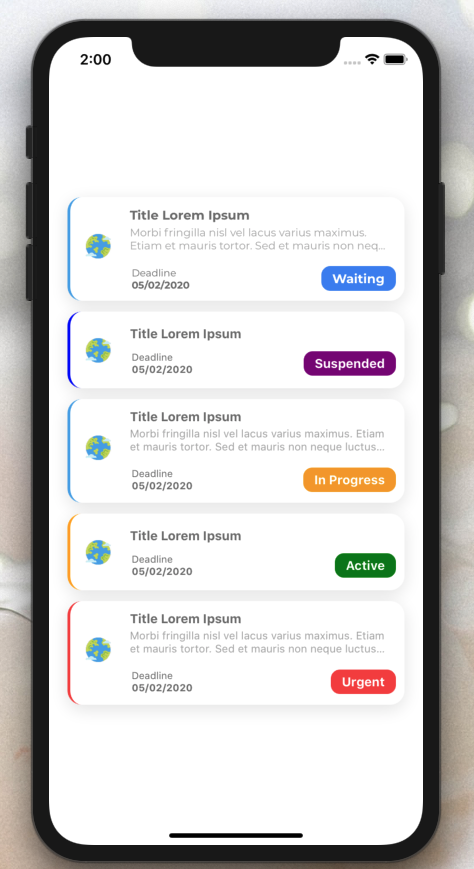 2:00
Title Lorem Ipsum
Morbi fringilla nisl vel lacus varius maximus.
Etiam et mauris tortor. Sed et mauris non neq...
Deadline
05/02/2020
Waiting
Title Lorem Ipsum
Deadline
05/02/2020
Suspended
Title Lorem Ipsum
Morbi fringilla nisl vel lacus varius maximus. Etiam
et mauris tortor. Sed et mauris non neque luctus...
Deadline
05/02/2020
In Progress
Title Lorem Ipsum
Deadline
05/02/2020
Active
Title Lorem Ipsum
Morbi fringilla nisl vel lacus varius maximus. Etiam
et mauris tortor. Sed et mauris non neque luctus...
Deadline
05/02/2020
Urgent